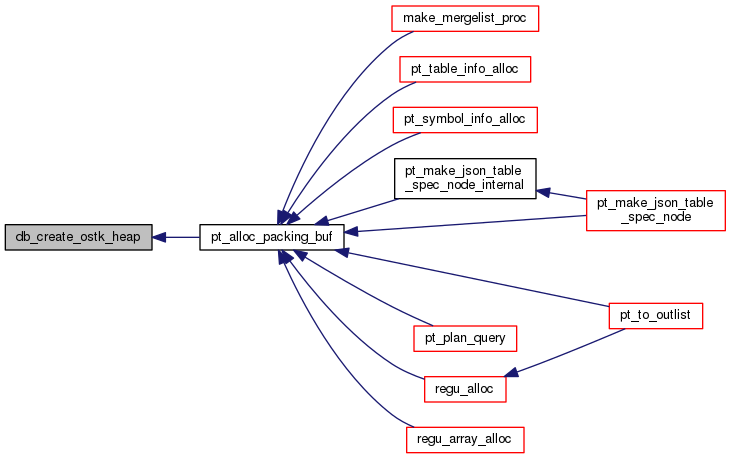 make_mergelist_proc
pt_table_info_alloc
pt_symbol_info_alloc
pt_make_json_table
_spec_node_internal
pt_make_json_table
_spec_node
db_create_ostk_heap
pt_alloc_packing_buf
pt_to_outlist
pt_plan_query
regu_alloc
regu_array_alloc